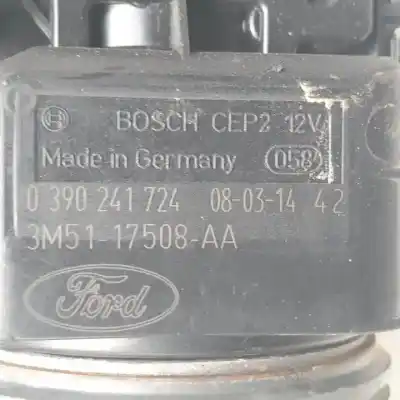 BOSCH CEP2 12V
Made in Germany 058
0 390 241 724 08-03-14 42
3M51-17508-AA
Ford